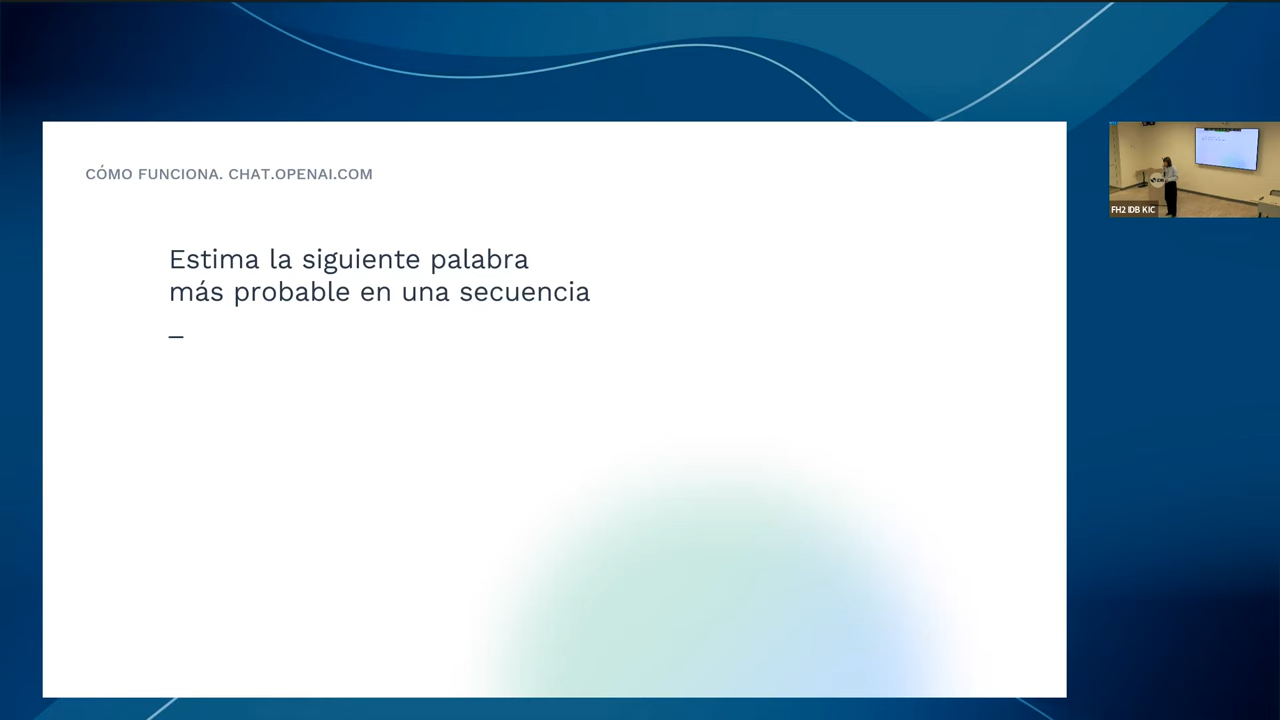 CÓMO FUNCIONA. CHAT.OPENAI.COM
Estima la siguiente palabra
más probable en una secuencia
_
FH2 IDB KIC